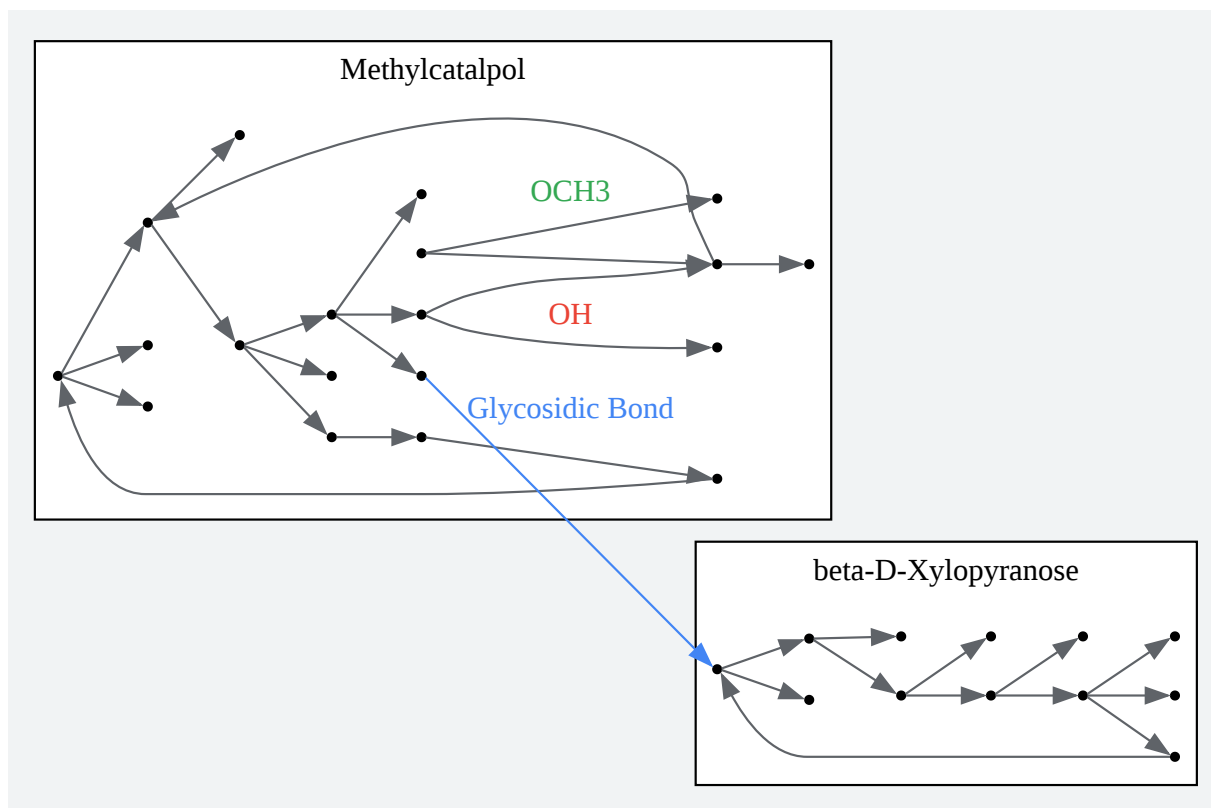 Methylcatalpol
OCH3
OH
Glycosidic Bond
beta-D-Xylopyranose